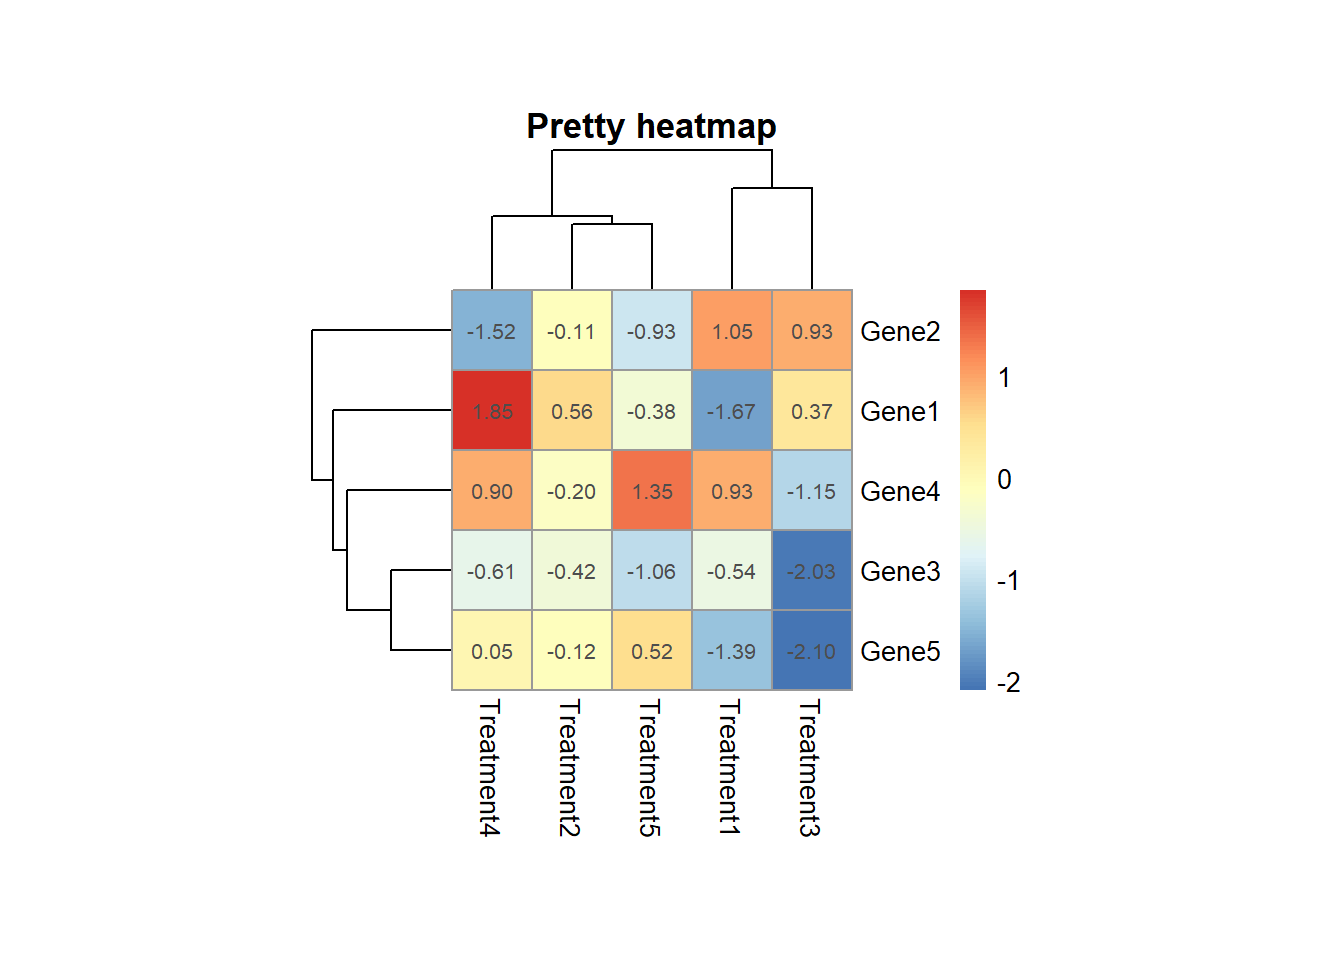 Pretty heatmap
-1.52 -0.11 -0.93 1.05 0.93 Gene2
1.85 0.56 -0.38 -1.67 0.37 Gene1
0.90 -0.20 1.35 0.93 -1.15 Gene4
-0.61 -0.42 -1.06 -0.54 -2.03 Gene3
0.05 -0.12 0.52 -1.39 -2.10 Gene5
Treatment4
Treatment2
Treatment5
Treatment1
Treatment3
1
0
-1
-2